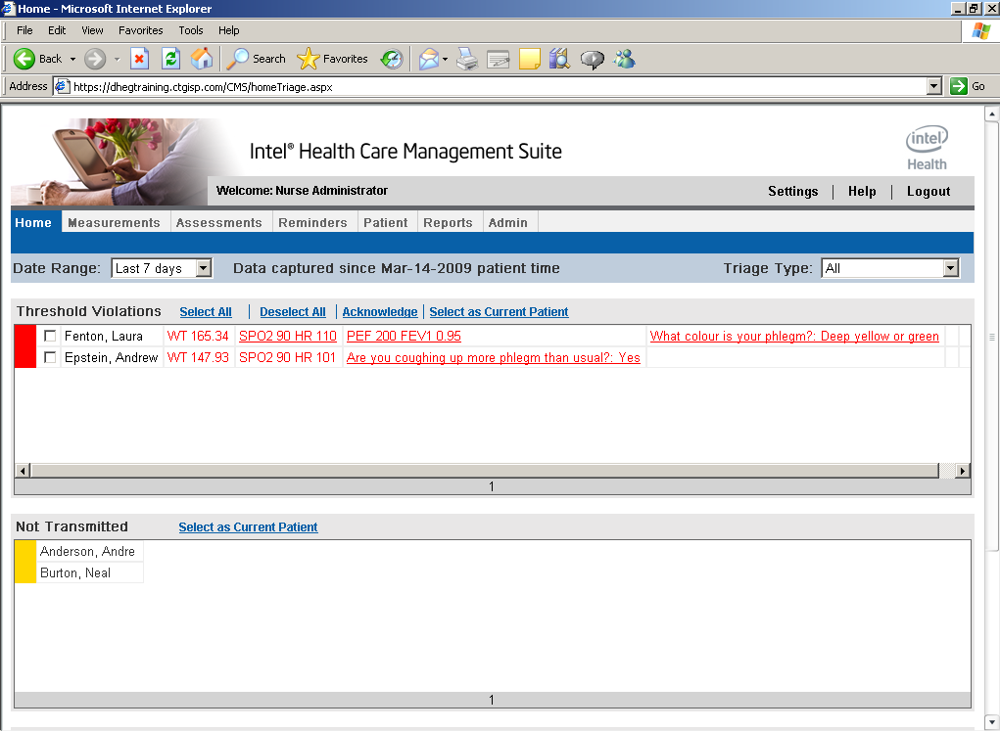 Home - Microsoft Internet Explorer
File Edit View Favorites Tools Help
Back Search Favorites
Address https://dhegtraining.ctgisp.com/CMS/homeTriage.aspx Go
Intel® Health Care Management Suite
intel
Health
Welcome: Nurse Administrator Settings | Help | Logout
Home Measurements Assessments Reminders Patient Reports Admin
Date Range: Last 7 days Data captured since Mar-14-2009 patient time Triage Type: All
Threshold Violations Select All | Deselect All | Acknowledge | Select as Current Patient
Fenton, Laura WT 165.34 SPO2 90 HR 110 PEF 200 FEV1 0.95 What colour is your phlegm?: Deep yellow or green
Epstein, Andrew WT 147.93 SPO2 90 HR 101 Are you coughing up more phlegm than usual?: Yes
1
Not Transmitted Select as Current Patient
Anderson, Andre
Burton, Neal
1